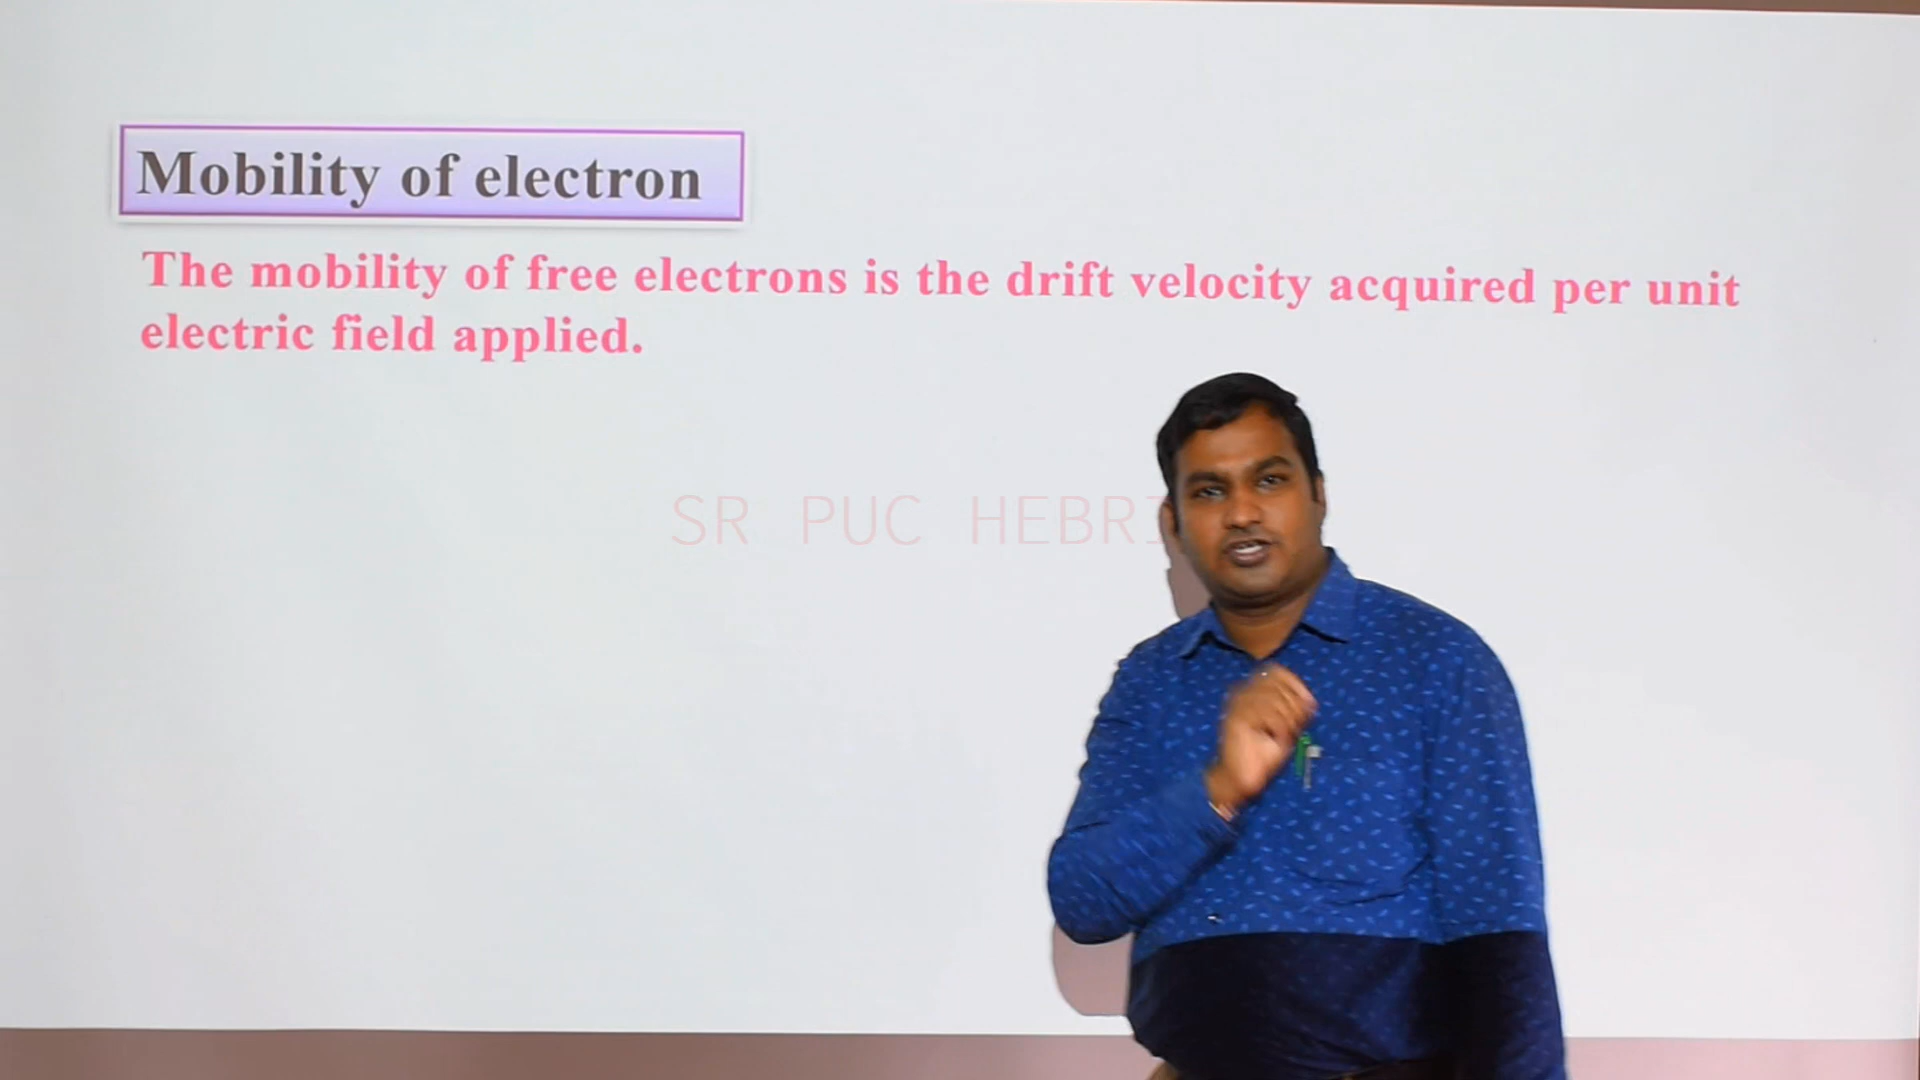 Mobility of electron
The mobility of free electrons is the drift velocity acquired per unit
electric field applied.
SR PUC HEBRI